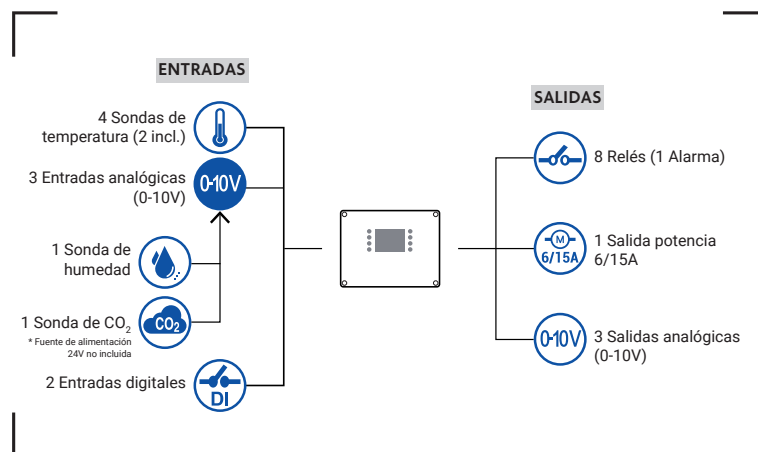 ENTRADAS
4 Sondas de
temperatura (2 incl.)
3 Entradas analógicas
(0-10V)
0-10V
1 Sonda de
humedad
1 Sonda de CO₂
* Fuente de alimentación
24V no incluida
CO₂
2 Entradas digitales
DI
SALIDAS
8 Relés (1 Alarma)
M
6/15A
1 Salida potencia
6/15A
0-10V
3 Salidas analógicas
(0-10V)